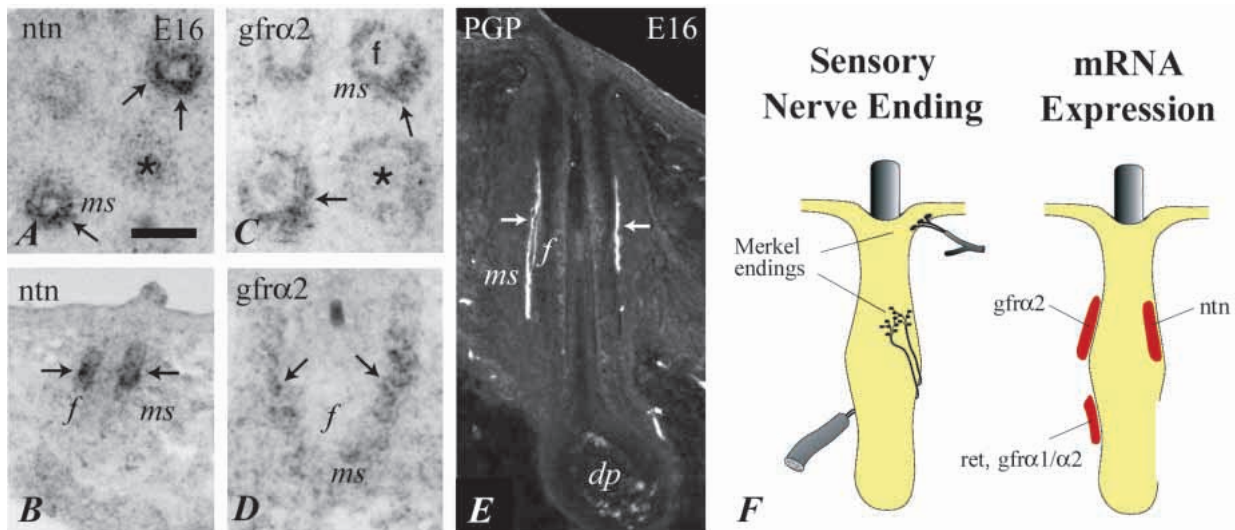 ntn E16
*
ms
A
gfrα2
f
ms
*
C
ntn
f ms
B
gfrα2
f
ms
D
PGP E16
f
ms
dp
E
Sensory
Nerve Ending
Merkel
endings
mRNA
Expression
gfrα2
ntn
ret, gfrα1/α2
F